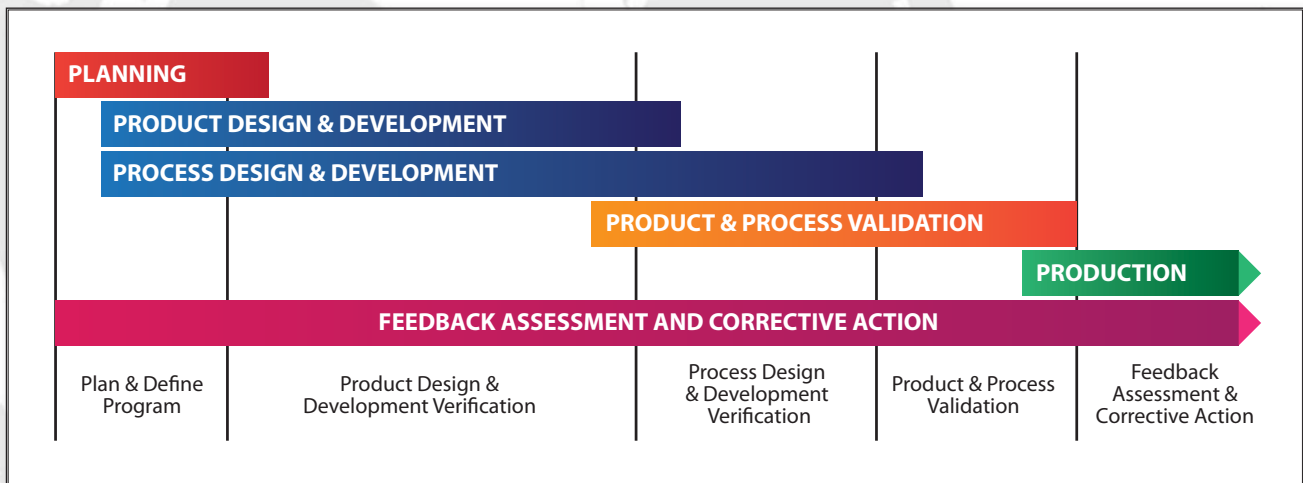 PLANNING
PRODUCT DESIGN & DEVELOPMENT
PROCESS DESIGN & DEVELOPMENT
PRODUCT & PROCESS VALIDATION
PRODUCTION
FEEDBACK ASSESSMENT AND CORRECTIVE ACTION
Plan & Define
Program
Product Design &
Development Verification
Process Design
& Development
Verification
Product & Process
Validation
Feedback
Assessment &
Corrective Action